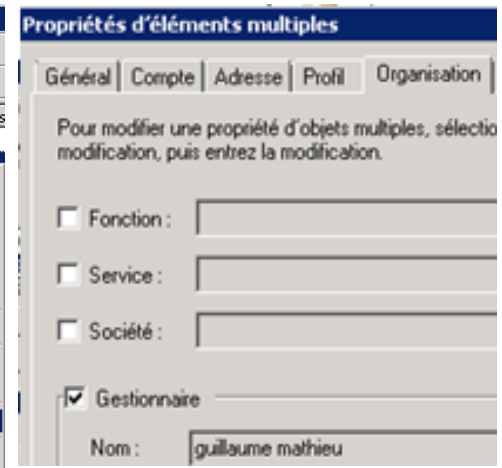 Propriétés d'éléments multiples
Général Compte Adresse Profil Organisation
Pour modifier une propriété d'objets multiples,
modification, puis entrez la modification.
Fonction :
Service :
Société :
Gestionnaire
Nom : guillaume mathieu